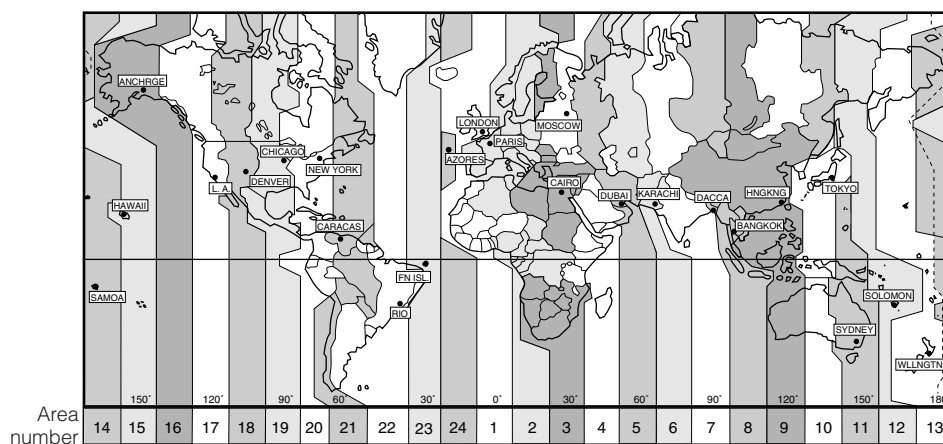 ANCHRGE
LONDON
MOSCOW
PARIS
CHICAGO
NEW YORK
AZORES
DENVER
L. A.
CAIRO
DUBAI
KARACHI
DACCA
HNGKNG
TOKYO
HAWAII
CARACAS
BANGKOK
FN ISL.
SAMOA
RIO
SOLOMON
SYDNEY
WLLNGTN
150° 120° 90° 60° 30° 0° 30° 60° 90° 120° 150° 180
Area number 14 15 16 17 18 19 20 21 22 23 24 1 2 3 4 5 6 7 8 9 10 11 12 13